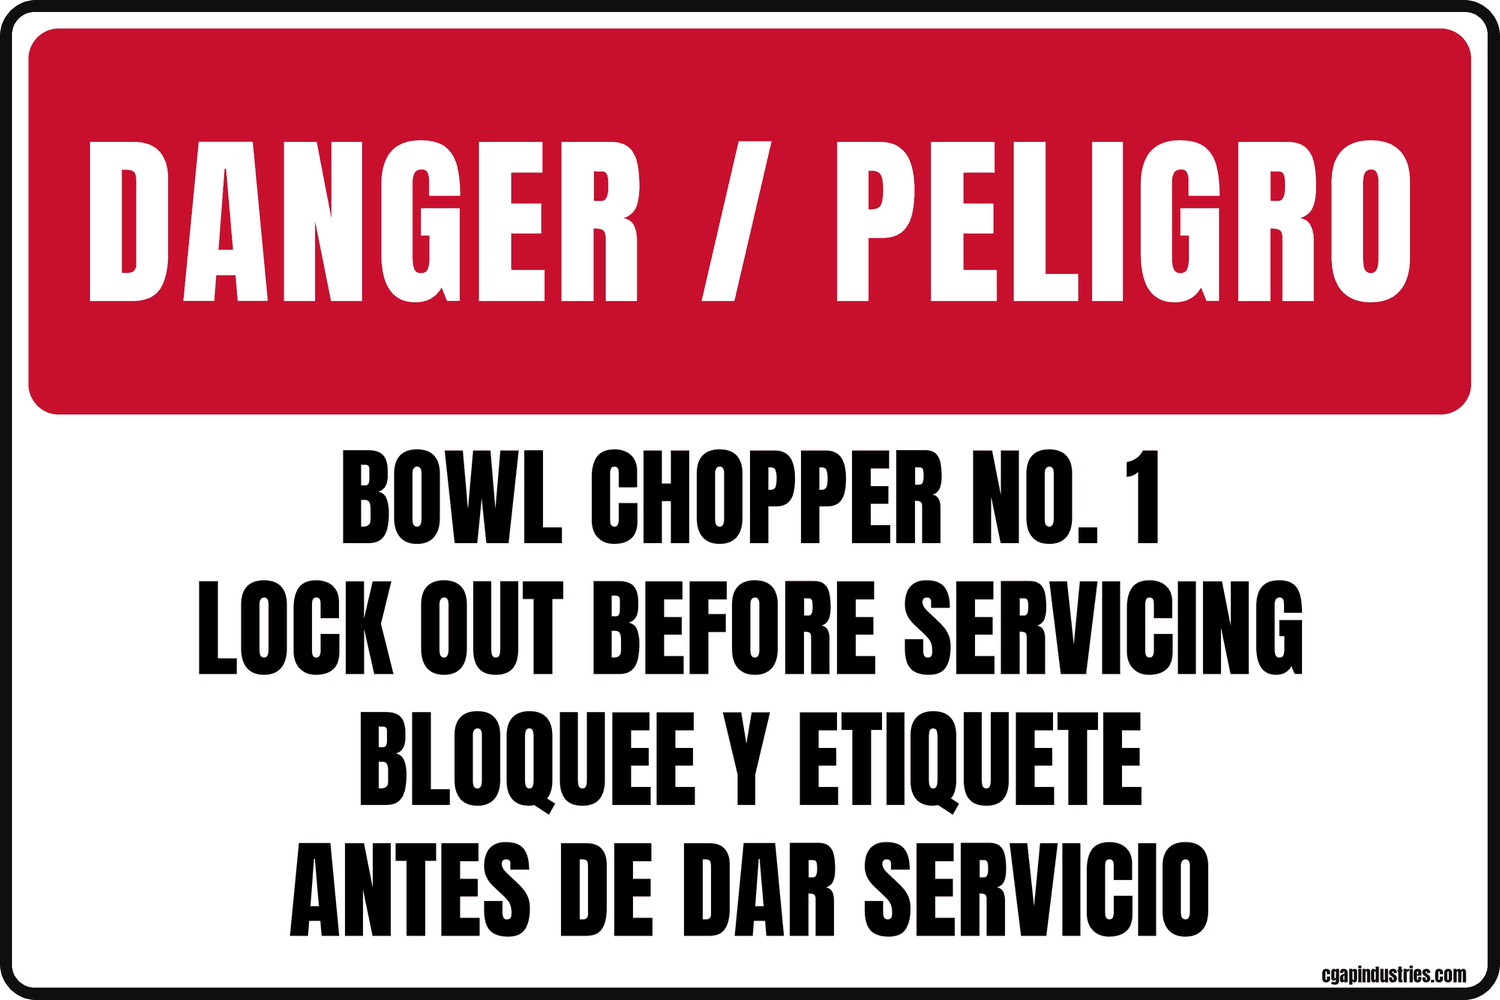 DANGER / PELIGRO
BOWL CHOPPER NO. 1
LOCK OUT BEFORE SERVICING
BLOQUEE Y ETIQUETE
ANTES DE DAR SERVICIO
cgapindustries.com